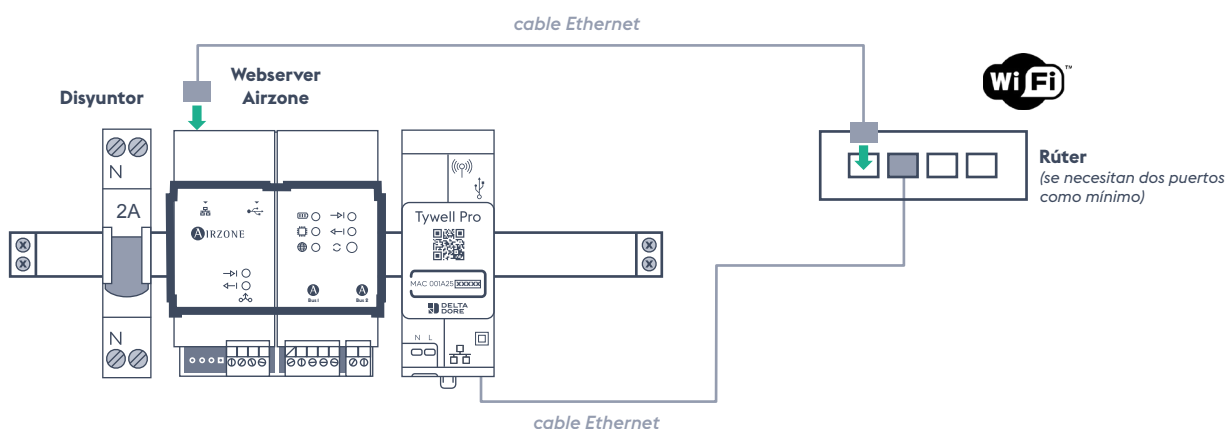 cable Ethernet
Webserver
Airzone
Disyuntor
WiFi™
Rúter
(se necesitan dos puertos
como mínimo)
N
2A
N
AIRZONE
Bus 1
Bus 2
Tywell Pro
MAC 001A25 XXXXX
DELTA
DORE
N L
cable Ethernet